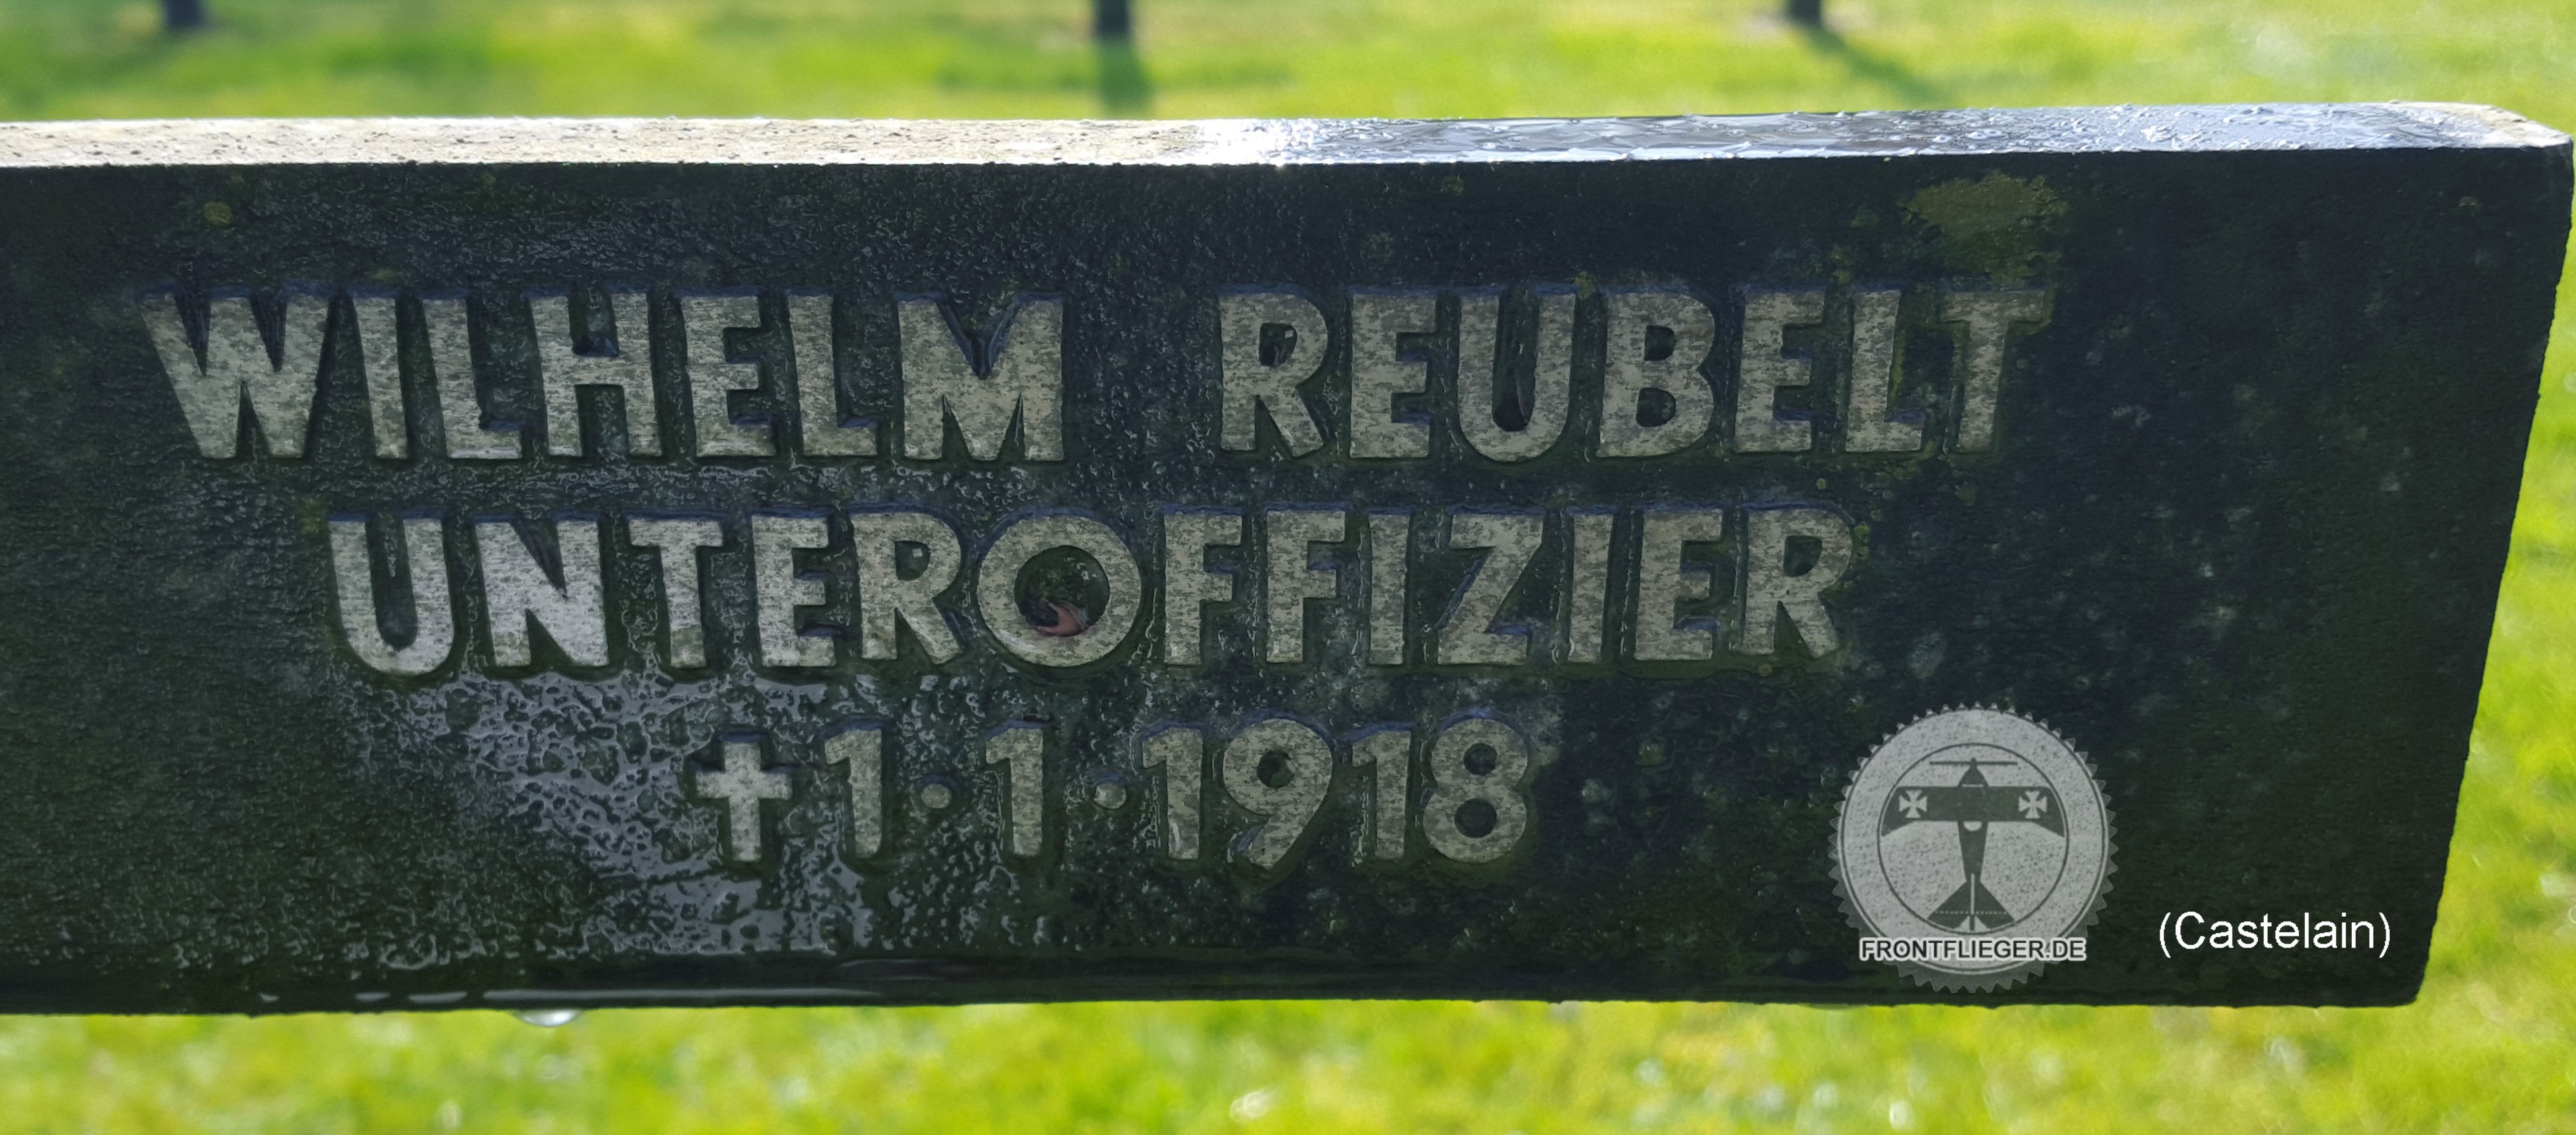 WILHELM REUBELT
UNTEROFFIZIER
✝1·1·1918
FRONTFLIEGER.DE
(Castelain)